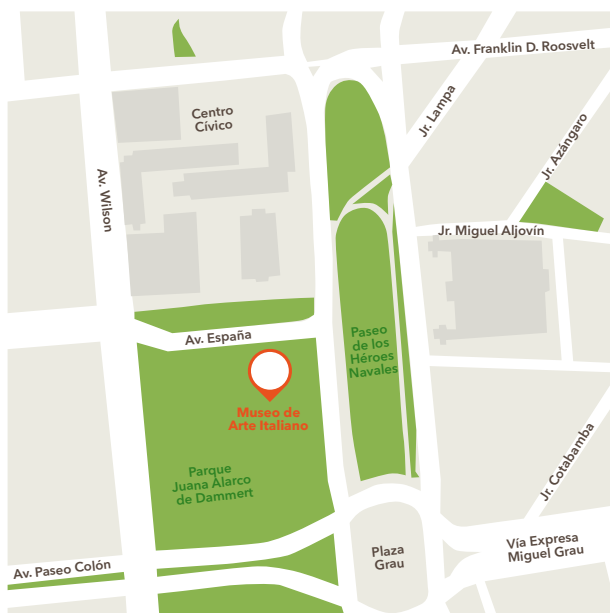 Av. Franklin D. Roosvelt
Centro
Cívico
Jr. Lampa
Jr. Azángaro
Av. Wilson
Jr. Miguel Aljovín
Av. España
Paseo
de los
Héroes
Navales
Museo de
Arte Italiano
Parque
Juana Alarco
de Dammert
Jr. Cotabamba
Plaza
Grau
Vía Expresa
Miguel Grau
Av. Paseo Colón